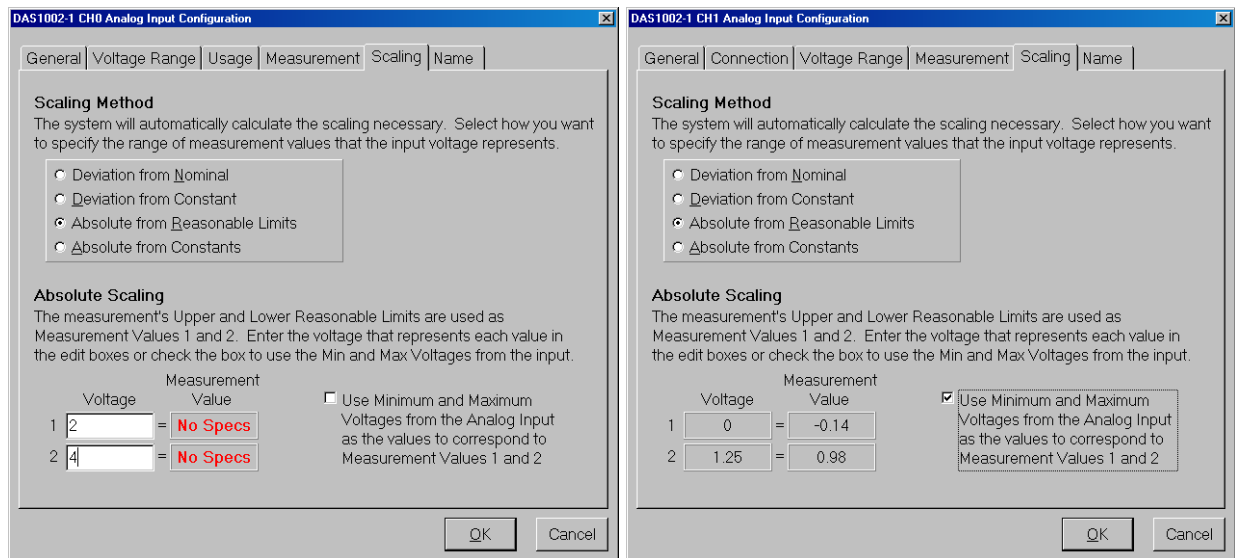 DAS1002-1 CH0 Analog Input Configuration
General Voltage Range Usage Measurement Scaling Name
Scaling Method
The system will automatically calculate the scaling necessary. Select how you want
to specify the range of measurement values that the input voltage represents.
Deviation from Nominal
Deviation from Constant
Absolute from Reasonable Limits
Absolute from Constants
Absolute Scaling
The measurement's Upper and Lower Reasonable Limits are used as
Measurement Values 1 and 2. Enter the voltage that represents each value in
the edit boxes or check the box to use the Min and Max Voltages from the input.
Measurement
Voltage Value
1 2 = No Specs
2 4 = No Specs
Use Minimum and Maximum
Voltages from the Analog Input
as the values to correspond to
Measurement Values 1 and 2
OK Cancel
DAS1002-1 CH1 Analog Input Configuration
General Connection Voltage Range Measurement Scaling Name
Scaling Method
The system will automatically calculate the scaling necessary. Select how you want
to specify the range of measurement values that the input voltage represents.
Deviation from Nominal
Deviation from Constant
Absolute from Reasonable Limits
Absolute from Constants
Absolute Scaling
The measurement's Upper and Lower Reasonable Limits are used as
Measurement Values 1 and 2. Enter the voltage that represents each value in
the edit boxes or check the box to use the Min and Max Voltages from the input.
Measurement
Voltage Value
1 0 = -0.14
2 1.25 = 0.98
Use Minimum and Maximum
Voltages from the Analog Input
as the values to correspond to
Measurement Values 1 and 2
OK Cancel